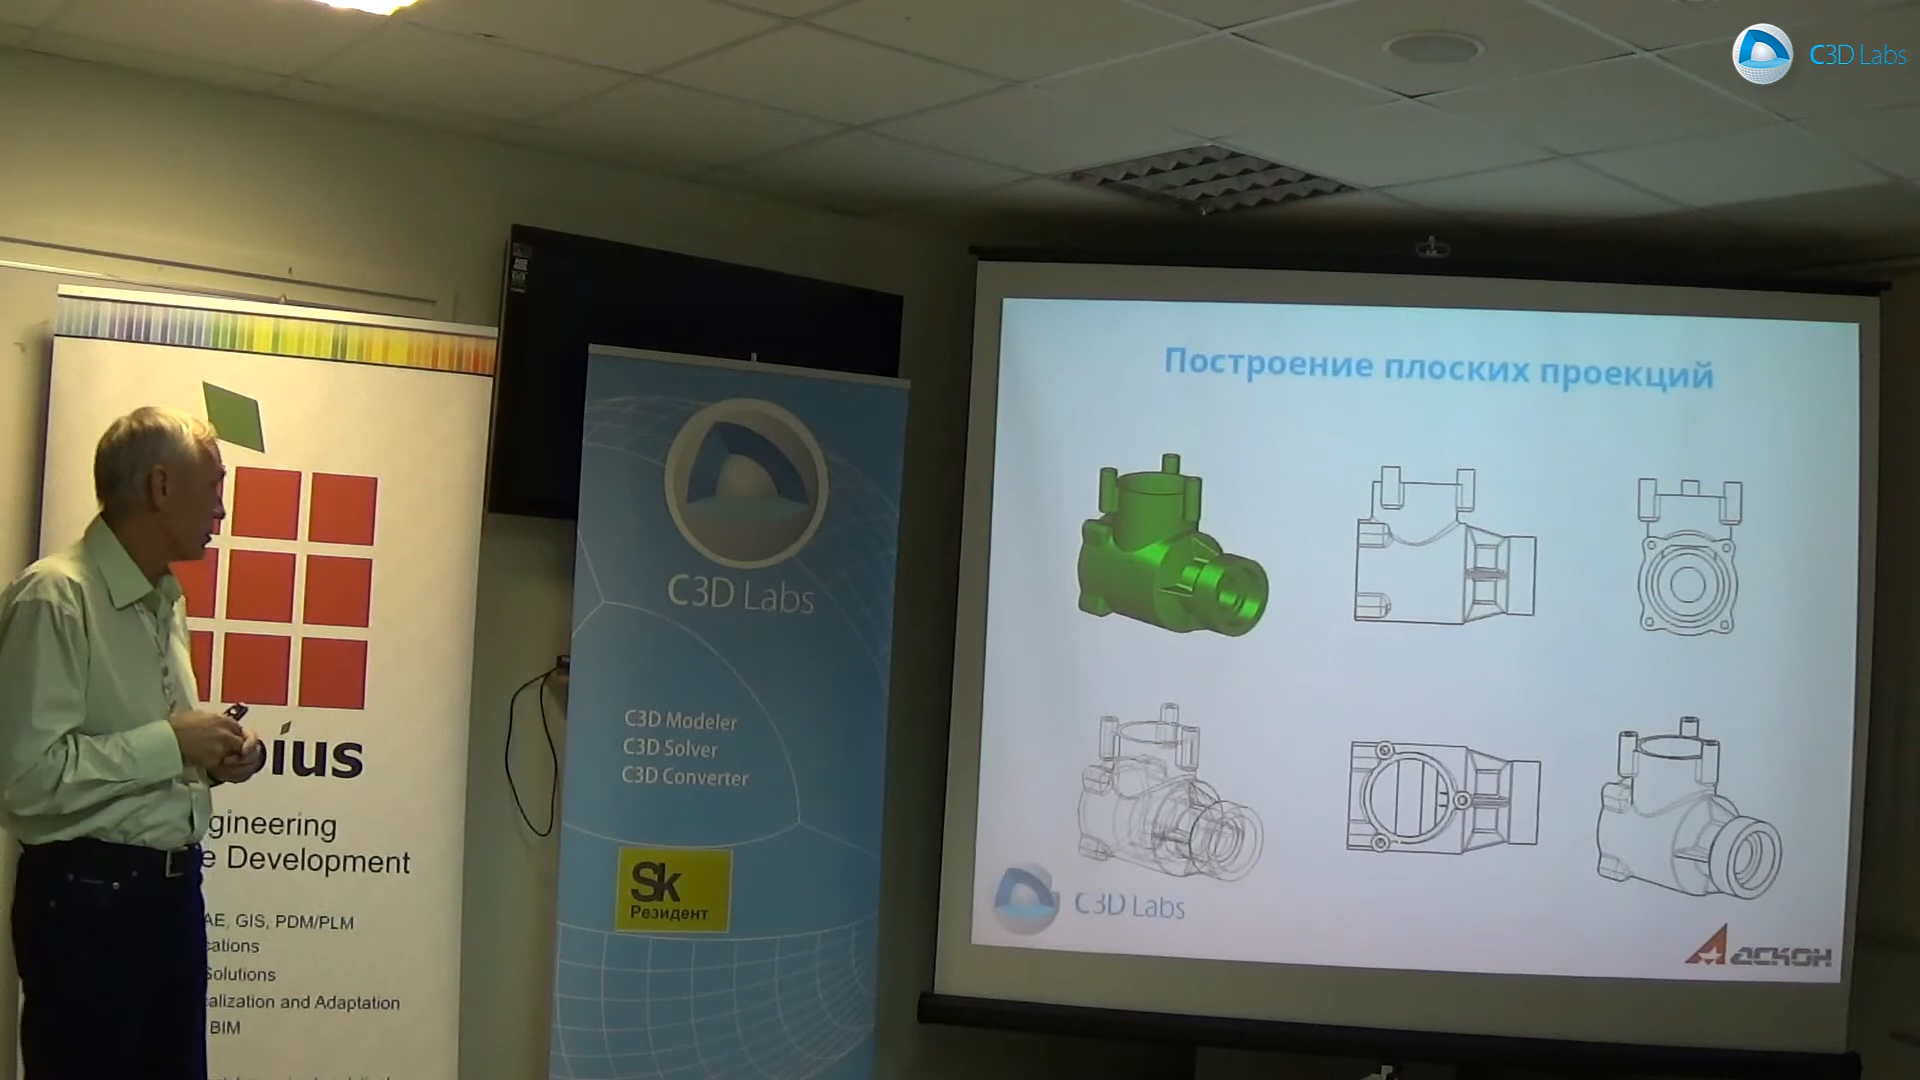 C3D Labs
Построение плоских проекций
C3D Labs
АСКОН
C3D Labs
C3D Modeler
C3D Solver
C3D Converter
Sk
Резидент
ius
gineering
e Development
AE, GIS, PDM/PLM
cations
Solutions
alization and Adaptation
BIM